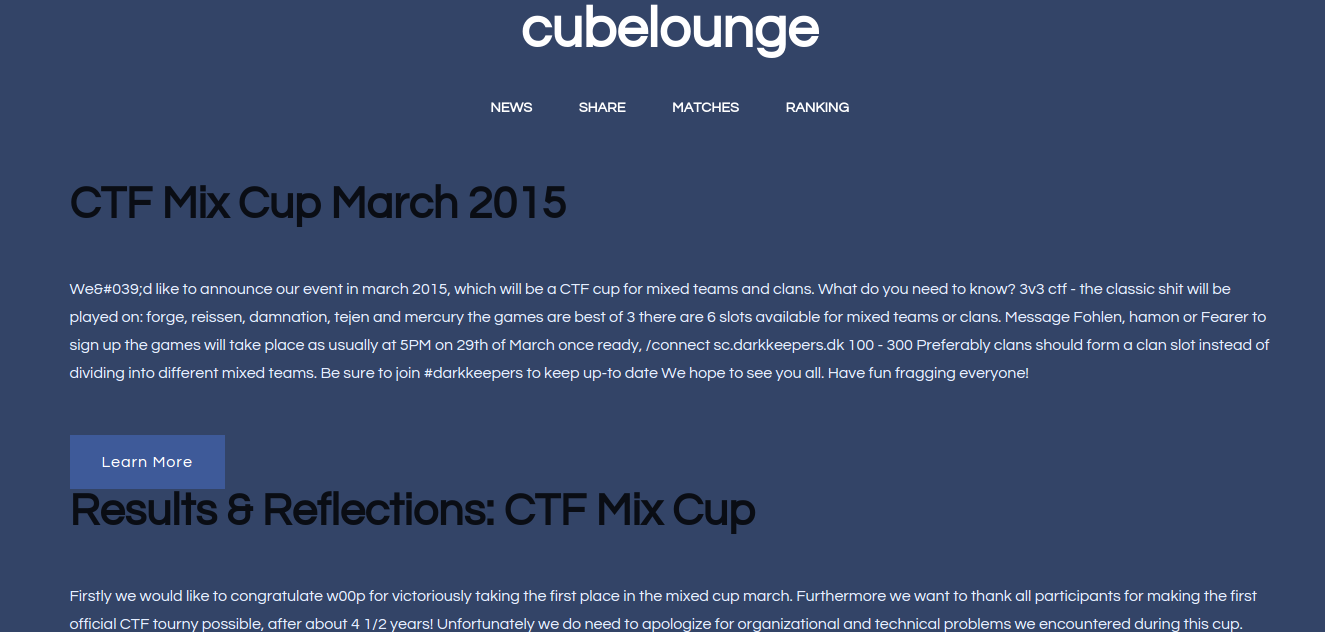 cubelounge
NEWS SHARE MATCHES RANKING
CTF Mix Cup March 2015
We&#039;d like to announce our event in march 2015, which will be a CTF cup for mixed teams and clans. What do you need to know? 3v3 ctf - the classic shit will be
played on: forge, reissen, damnation, tejen and mercury the games are best of 3 there are 6 slots available for mixed teams or clans. Message Fohlen, hamon or Fearer to
sign up the games will take place as usually at 5PM on 29th of March once ready, /connect sc.darkkeepers.dk 100 - 300 Preferably clans should form a clan slot instead of
dividing into different mixed teams. Be sure to join #darkkeepers to keep up-to date We hope to see you all. Have fun fragging everyone!
Learn More
Results & Reflections: CTF Mix Cup
Firstly we would like to congratulate w00p for victoriously taking the first place in the mixed cup march. Furthermore we want to thank all participants for making the first
official CTF tourny possible, after about 4 1/2 years! Unfortunately we do need to apologize for organizational and technical problems we encountered during this cup.